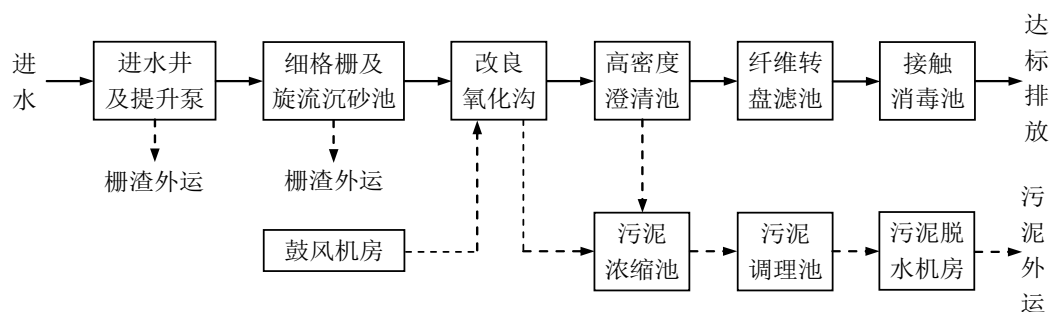 进水
进水井
及提升泵
细格栅及
旋流沉砂池
改良
氧化沟
高密度
澄清池
纤维转
盘滤池
接触
消毒池
达标排放
栅渣外运
栅渣外运
鼓风机房
污泥
浓缩池
污泥
调理池
污泥脱
水机房
污泥外运